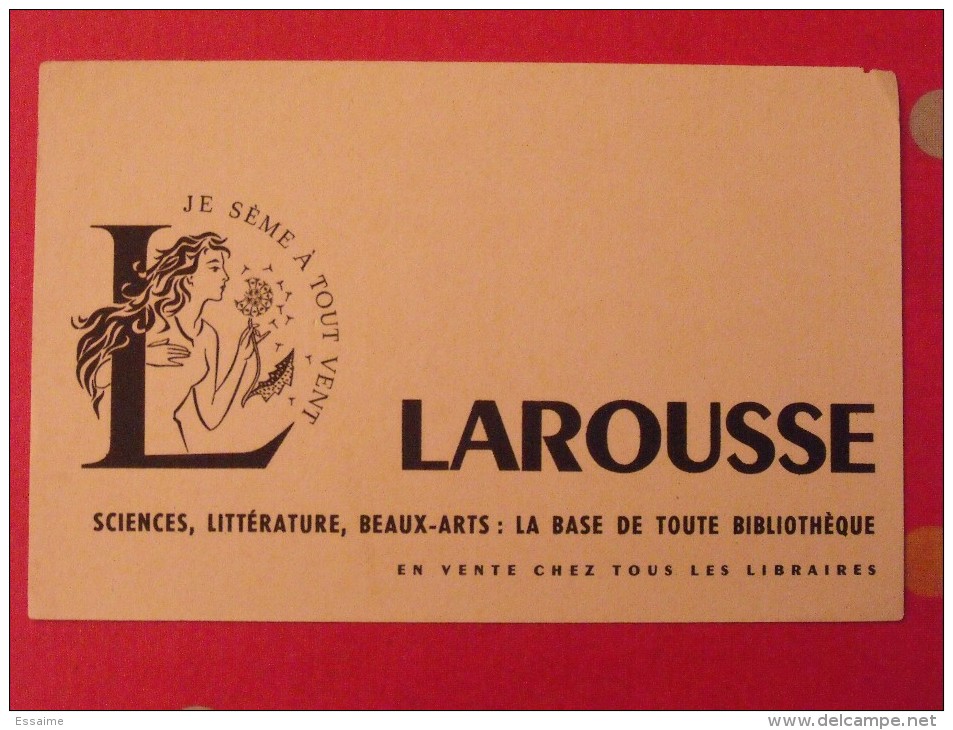 JE SÈME À TOUT VENT
L
LAROUSSE
SCIENCES, LITTÉRATURE, BEAUX-ARTS : LA BASE DE TOUTE BIBLIOTHÈQUE
EN VENTE CHEZ TOUS LES LIBRAIRES
Essaime
www.delcampe.net